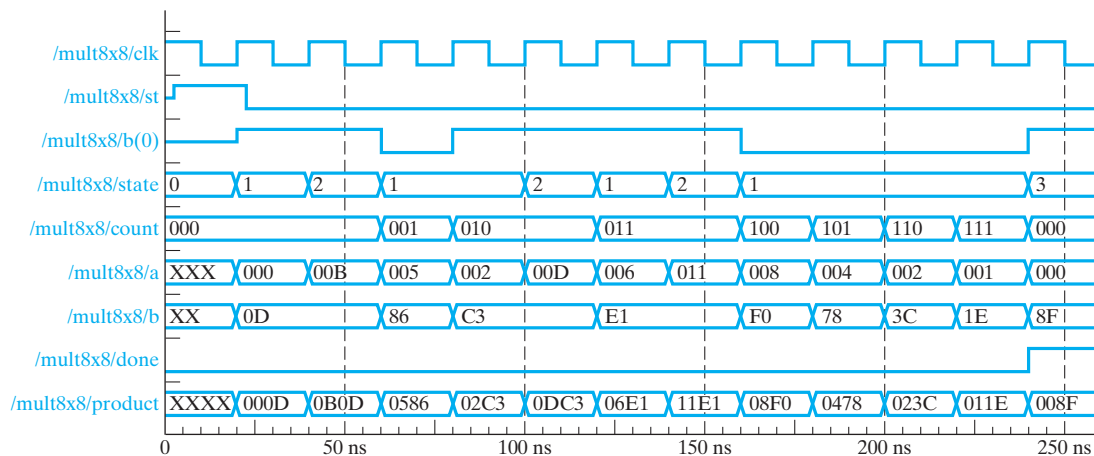 /mult8x8/clk
/mult8x8/st
/mult8x8/b(0)
/mult8x8/state 0 1 2 1 2 1 2 1 3
/mult8x8/count 000 001 010 011 100 101 110 111 000
/mult8x8/a XXX 000 00B 005 002 00D 006 011 008 004 002 001 000
/mult8x8/b XX 0D 86 C3 E1 F0 78 3C 1E 8F
/mult8x8/done
/mult8x8/product XXXX 000D 0B0D 0586 02C3 0DC3 06E1 11E1 08F0 0478 023C 011E 008F
0 50 ns 100 ns 150 ns 200 ns 250 ns